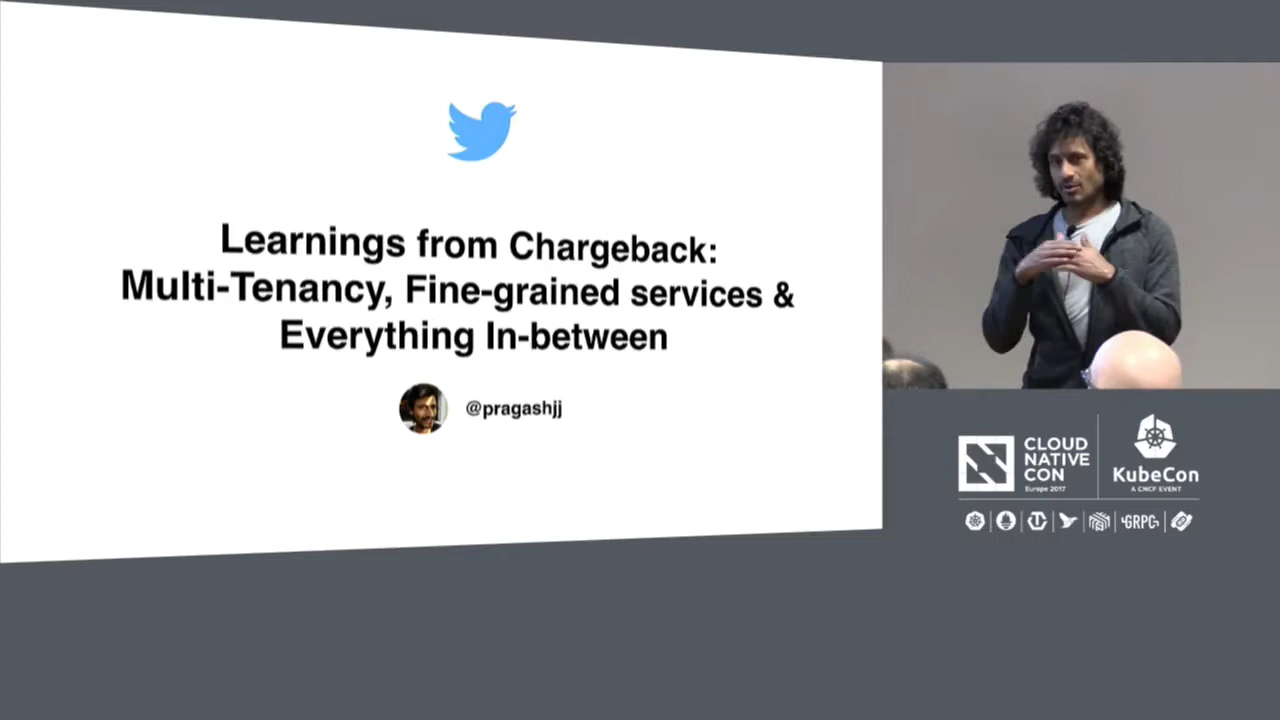 Learnings from Chargeback:
Multi-Tenancy, Fine-grained services &
Everything In-between
@pragashjj
CLOUD
NATIVE
CON
Europe 2017
KubeCon
A CNCF EVENT
GRPC